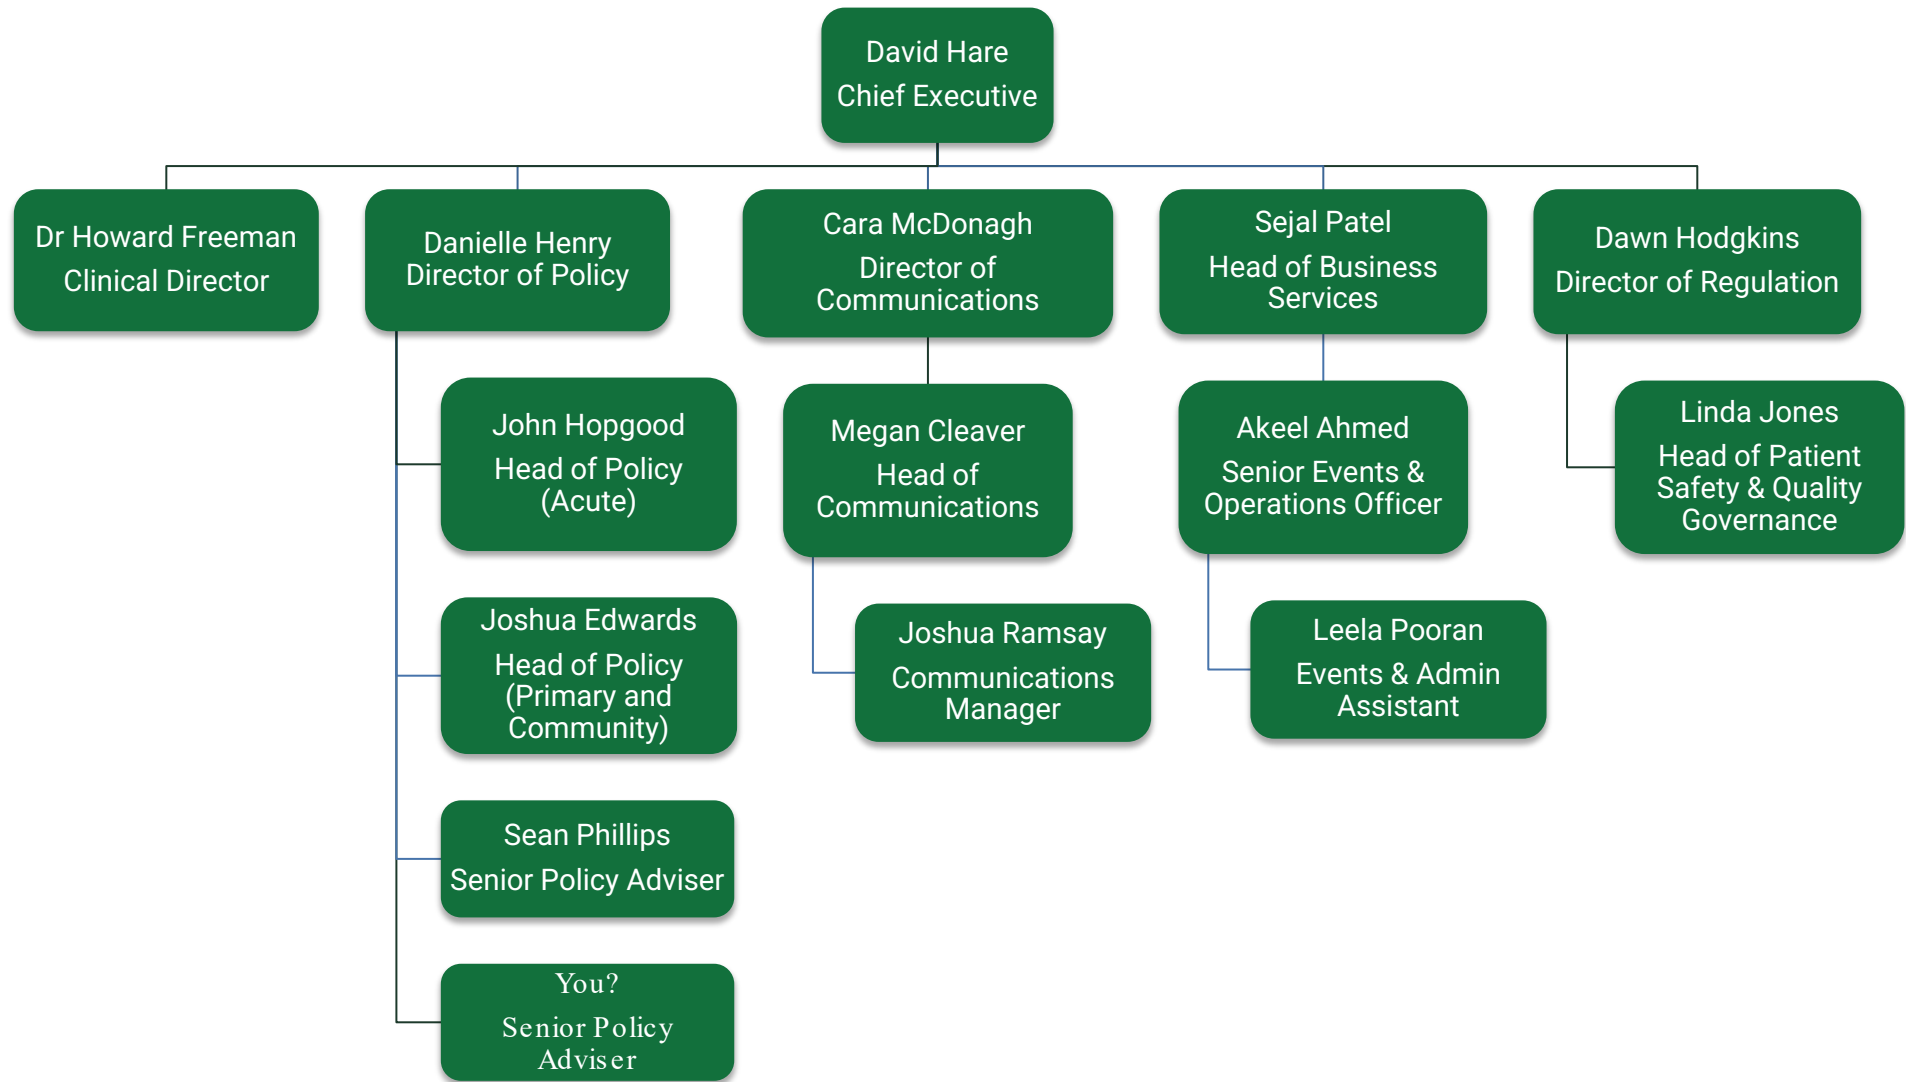 David Hare
Chief Executive
Dr Howard Freeman
Clinical Director
Danielle Henry
Director of Policy
Cara McDonagh
Director of
Communications
Sejal Patel
Head of Business
Services
Dawn Hodgkins
Director of Regulation
John Hopgood
Head of Policy
(Acute)
Megan Cleaver
Head of
Communications
Akeel Ahmed
Senior Events &
Operations Officer
Linda Jones
Head of Patient
Safety & Quality
Governance
Joshua Edwards
Head of Policy
(Primary and
Community)
Joshua Ramsay
Communications
Manager
Leela Pooran
Events & Admin
Assistant
Sean Phillips
Senior Policy Adviser
You?
Senior Policy
Adviser